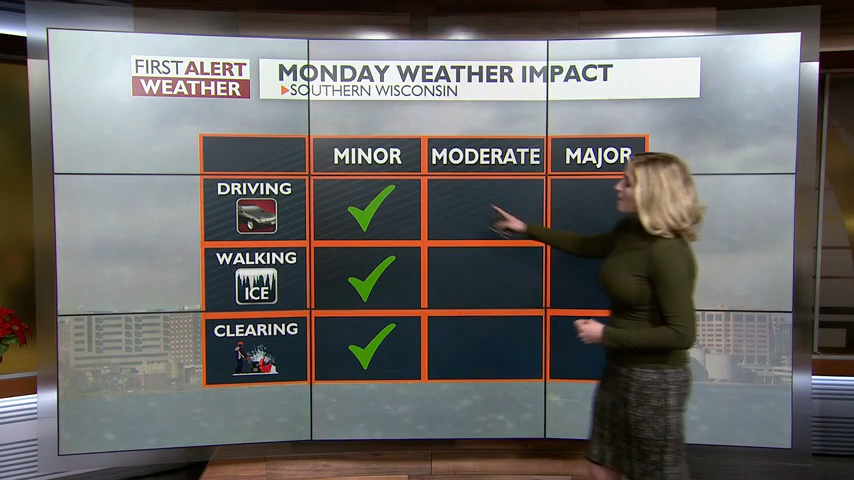 FIRST ALERT
WEATHER
MONDAY WEATHER IMPACT
SOUTHERN WISCONSIN
MINOR MODERATE MAJOR
DRIVING
WALKING
ICE
CLEARING